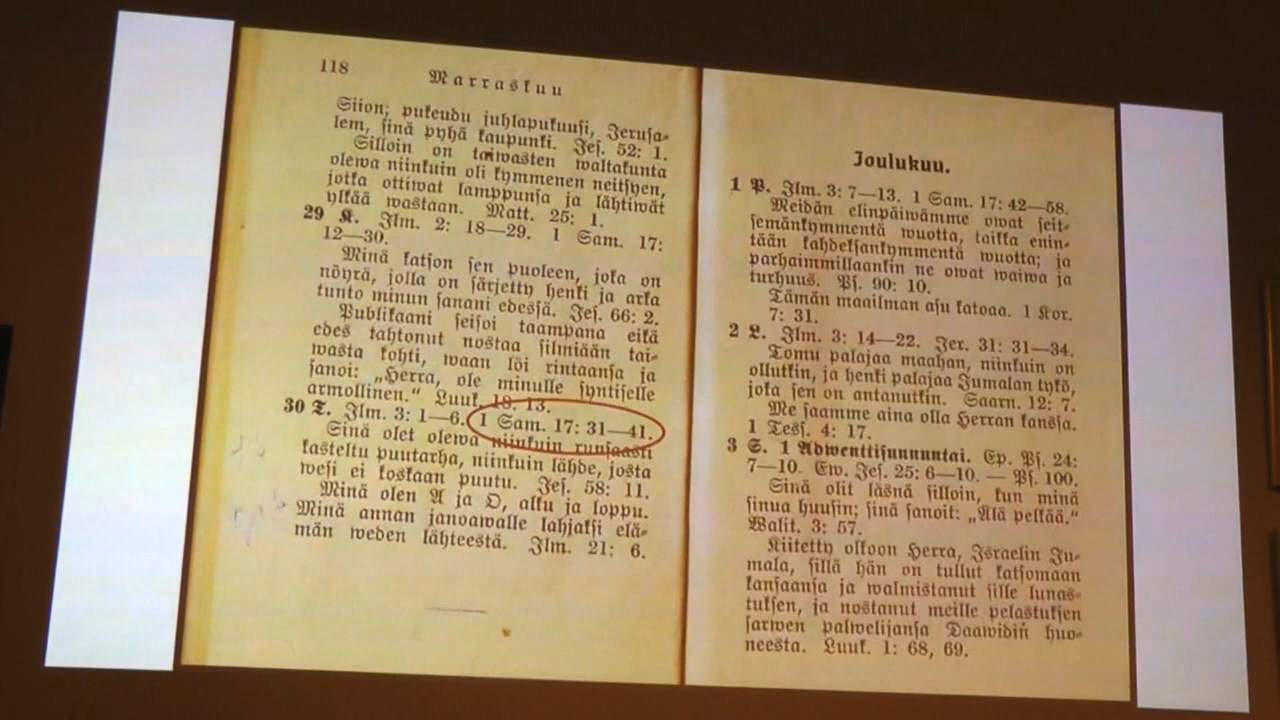 118
Marraskuu
Siion; pukeudu juhlapukuusi, Jerusa-
lem, sinä pyhä kaupunki. Jes. 52: 1.
Silloin on taiwasten waltakunta
olewa niinkuin oli kymmenen neitsyen,
jotka ottiwat lamppunsa ja lähtiwät
ylkää wastaan. Matt. 25: 1.
29 K. Ilm. 2: 18—29. 1 Sam. 17:
12—30.
Minä katson sen puoleen, joka on
nöyrä, jolla on särjetty henki ja arka
tunto minun sanani edessä. Jes. 66: 2.
Publikaani seisoi taampana eikä
edes tahtonut nostaa silmiään tai-
wasta kohti, waan löi rintaansa ja
sanoi: „Herra, ole minulle syntiselle
armollinen.“ Luuk. 18: 13.
30 T. Ilm. 3: 1—6. 1 Sam. 17: 31—41.
Sinä olet olewa niinkuin runsaasti
kasteltu puutarha, niinkuin lähde, josta
wesi ei koskaan puutu. Jes. 58: 11.
Minä olen A ja O, alku ja loppu.
Minä annan janoawalle lahjaksi elä-
män weden lähteestä. Ilm. 21: 6.
Joulukuu.
1 P. Ilm. 3: 7—13. 1 Sam. 17: 42—58.
Meidän elinpäiwämme owat seit-
semänkymmentä wuotta, taikka enin-
tään kahdeksankymmentä wuotta; ja
parhaimmillaankin ne owat waiwa ja
turhuus. Ps. 90: 10.
Tämän maailman asu katoaa. 1 Kor.
7: 31.
2 L. Ilm. 3: 14—22. Jer. 31: 31—34.
Tomu palajaa maahan, niinkuin on
ollutkin, ja henki palajaa Jumalan tykö,
joka sen on antanutkin. Saarn. 12: 7.
Me saamme aina olla Herran kanssa.
1 Tess. 4: 17.
3 S. 1 Adwenttisunnuntai. Ep. Ps. 24:
7—10. Ew. Jes. 25: 6—10. — Ps. 100.
Sinä olit läsnä silloin, kun minä
sinua huusin; sinä sanoit: „Älä pelkää.“
Walit. 3: 57.
Kiitetty olkoon Herra, Israelin Ju-
mala, sillä hän on tullut katsomaan
kansaansa ja walmistanut sille lunas-
tuksen, ja nostanut meille pelastuksen
sarwen palwelijansa Daawidin huo-
neesta. Luuk. 1: 68, 69.